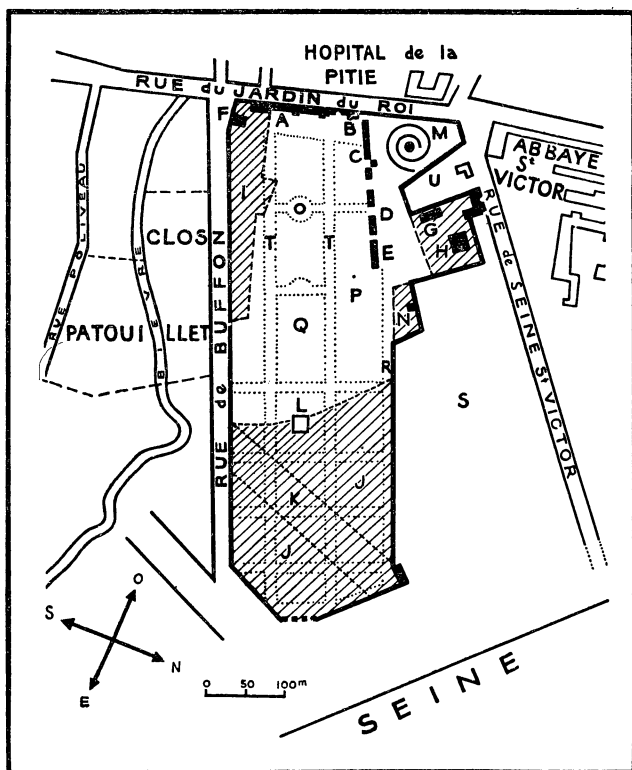 HOPITAL de la
PITIE
RUE du JARDIN du ROI
F
A
B
M
C
ABBAYE
St
VICTOR
U
I
O
D
G
H
CLOS
T
T
E
RUE POLIVEAU
BIEVRE
RUE de BUFFON
RUE de SEINE St VICTOR
P
PATOUILLET
Q
N
R
S
L
K
J
J
O
S
N
E
0 50 100m
SEINE